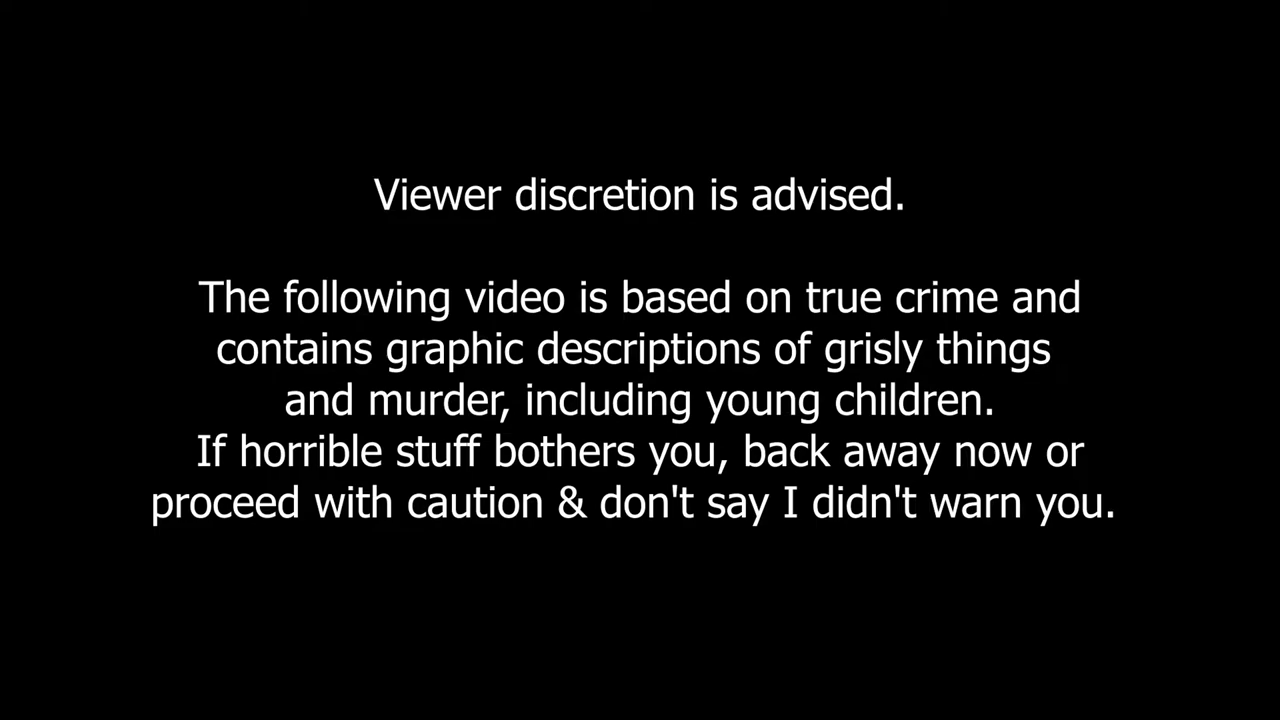 Viewer discretion is advised.
The following video is based on true crime and
contains graphic descriptions of grisly things
and murder, including young children.
If horrible stuff bothers you, back away now or
proceed with caution & don't say I didn't warn you.